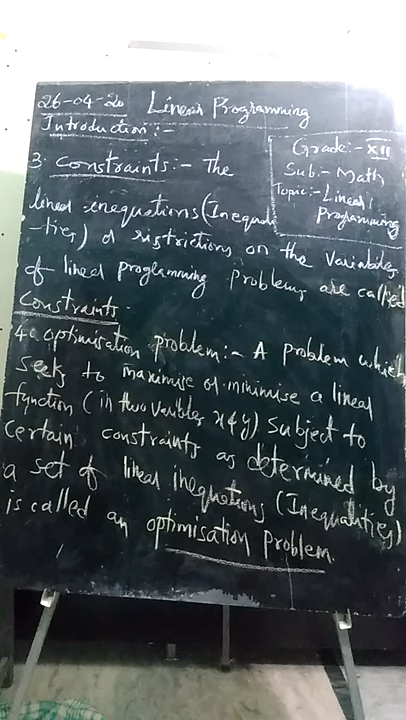 26-04-20 Linear Programming
Introduction :-
Grade:- XII
Sub:- Math
Topic:- Linear
Programming
3. Constraints:- The
linear inequations (Inequali
-ties) or ristrictions on the variables
of linear proglamming problems are called
Constraints.
4. optimisation problem:- A problem which
seeks to maximise or minimise a linear
function (in two variables x & y) subject to
certain constraints as determined by
a set of linear inequations (Inequalities)
is called an optimisation problem.